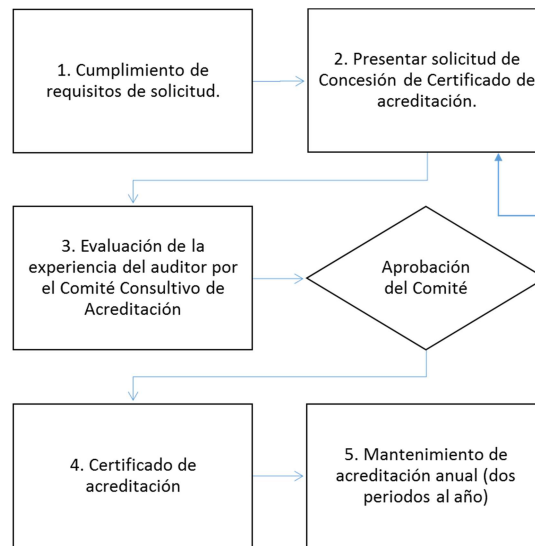 1. Cumplimiento de
requisitos de solicitud.
2. Presentar solicitud de
Concesión de Certificado de
acreditación.
3. Evaluación de la
experiencia del auditor por
el Comité Consultivo de
Acreditación
Aprobación
del Comité
4. Certificado de
acreditación
5. Mantenimiento de
acreditación anual (dos
periodos al año)